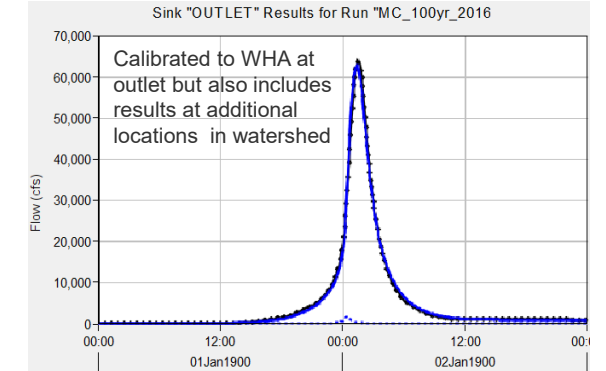 Sink "OUTLET" Results for Run "MC_100yr_2016
Calibrated to WHA at
outlet but also includes
results at additional
locations in watershed
Flow (cfs)
70,000
60,000
50,000
40,000
30,000
20,000
10,000
0
00:00 12:00 00:00 12:00 00:0
01Jan1900 02Jan1900